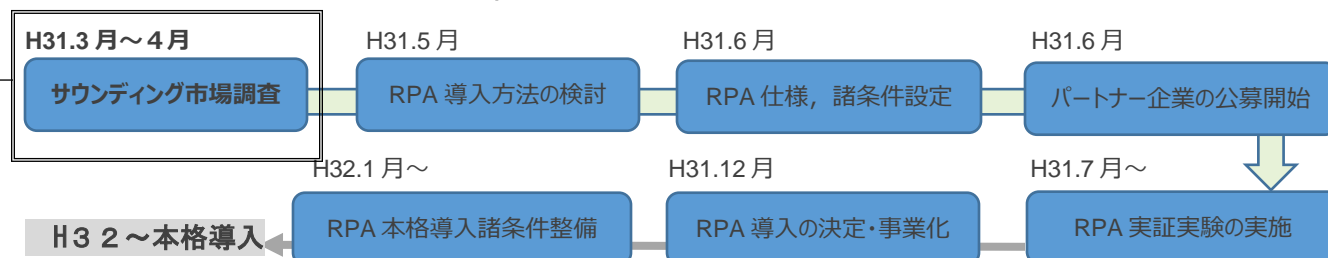 H31.3 月～４月
サウンディング市場調査
H31.5 月
RPA 導入方法の検討
H31.6 月
RPA 仕様，諸条件設定
H31.6 月
パートナー企業の公募開始
H31.7 月～
RPA 実証実験の実施
H31.12 月
RPA 導入の決定・事業化
H32.1 月～
RPA 本格導入諸条件整備
Ｈ３２～本格導入